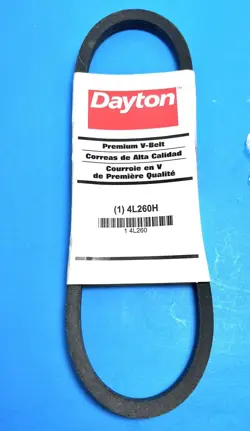 Dayton
Premium V-Belt
Correas de Alta Calidad
Courroie en V
de Première Qualité
(1) 4L260H
1 4L260